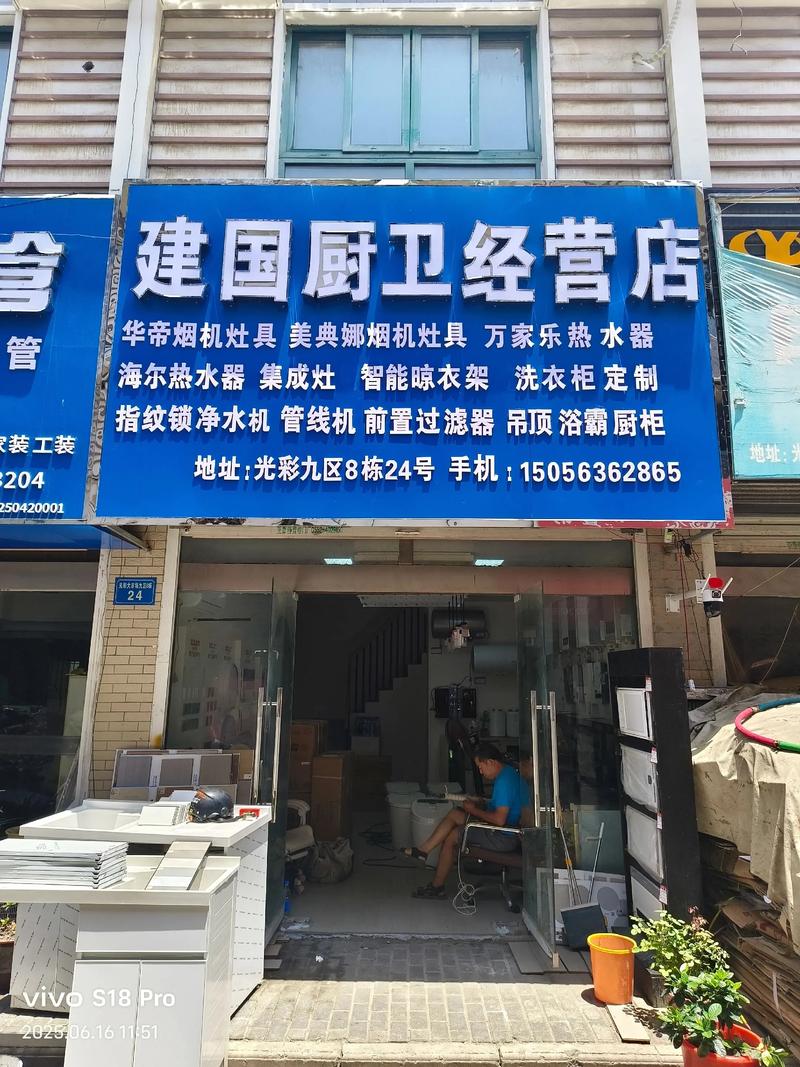 建国厨卫经营店
华帝烟机灶具 美典娜烟机灶具 万家乐热水器
海尔热水器 集成灶 智能晾衣架 洗衣柜定制
指纹锁净水机 管线机 前置过滤器 吊顶 浴霸厨柜
地址:光彩九区8栋24号 手机:15056362865
管
家装工装
3204
250420001
地址:光
24
vivo S18 Pro
2025.06.16 11:51